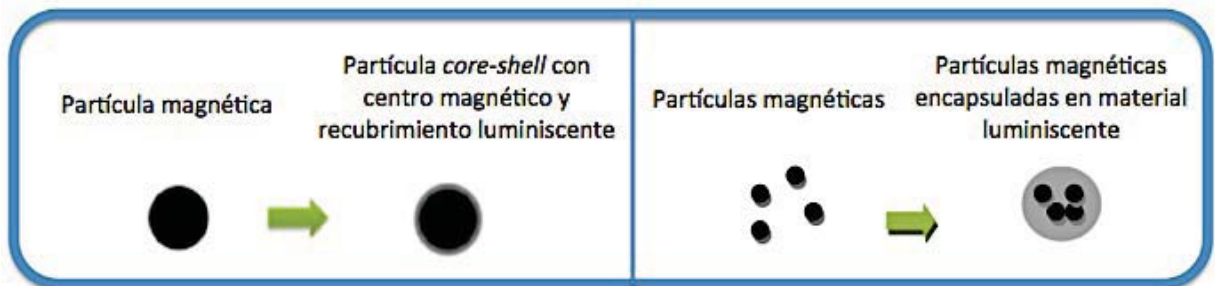 Partícula magnética
Partícula core-shell con
centro magnético y
recubrimiento luminiscente
Partículas magnéticas
Partículas magnéticas
encapsuladas en material
luminiscente